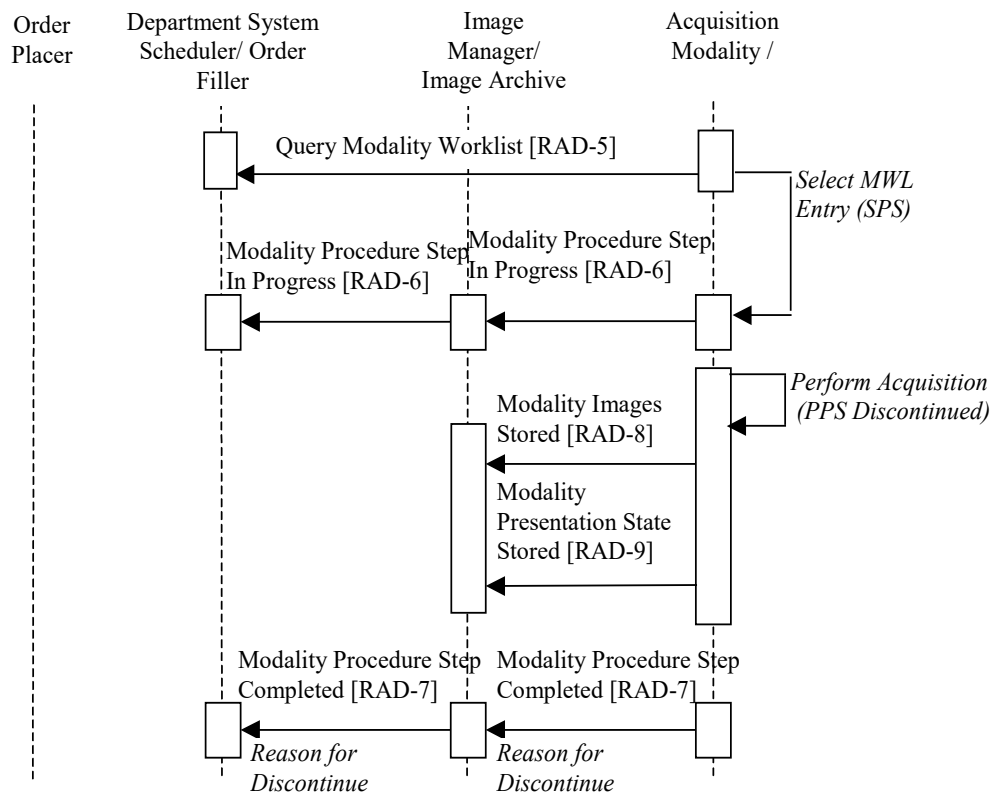 Order
Placer
Department System
Scheduler/ Order
Filler
Image
Manager/
Image Archive
Acquisition
Modality /
Query Modality Worklist [RAD-5]
Select MWL
Entry (SPS)
Modality Procedure Step
In Progress [RAD-6]
Modality Procedure Step
In Progress [RAD-6]
Perform Acquisition
(PPS Discontinued)
Modality Images
Stored [RAD-8]
Modality
Presentation State
Stored [RAD-9]
Modality Procedure Step
Completed [RAD-7]
Modality Procedure Step
Completed [RAD-7]
Reason for
Discontinue
Reason for
Discontinue